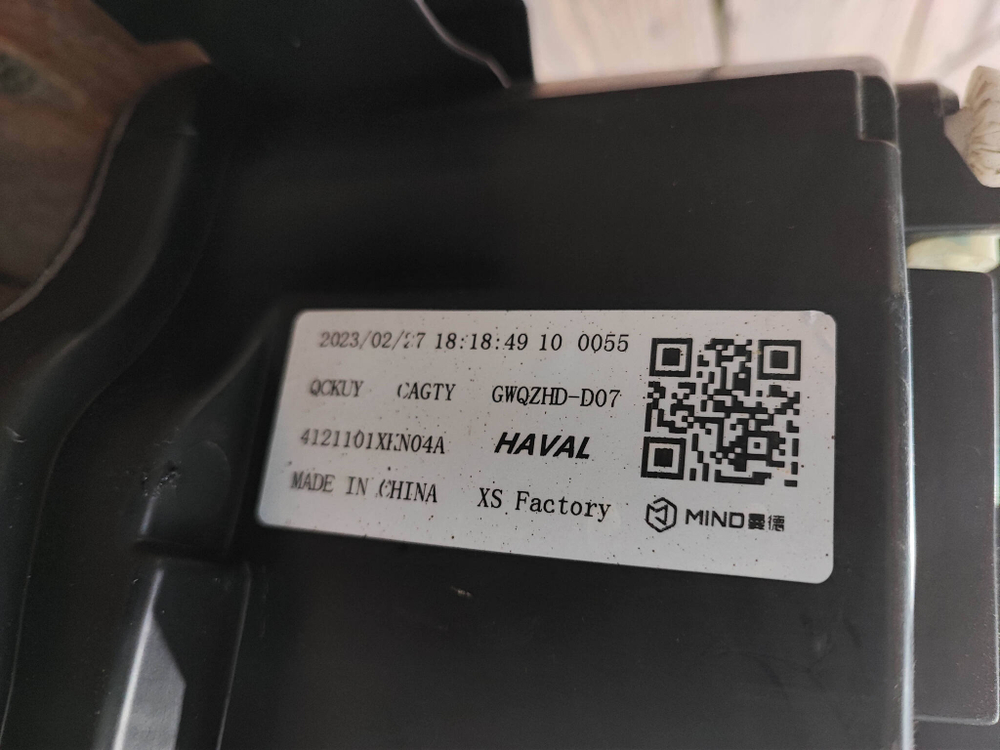 2023/02/27 18:18:49 10 0055
QCKUY CAGTY GWQZHD-D07
4121101XKN04A HAVAL
MADE IN CHINA XS Factory
MIND曼德